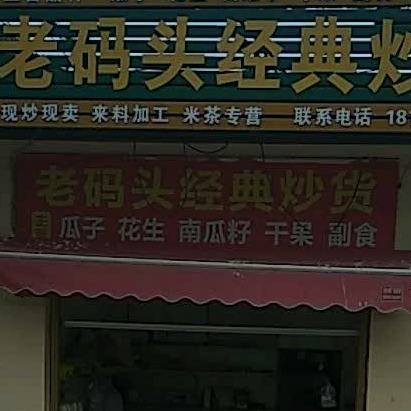 老码头经典炒
现炒现卖 来料加工 米茶专营 联系电话 18
老码头经典炒货
瓜子 花生 南瓜籽 干果 副食